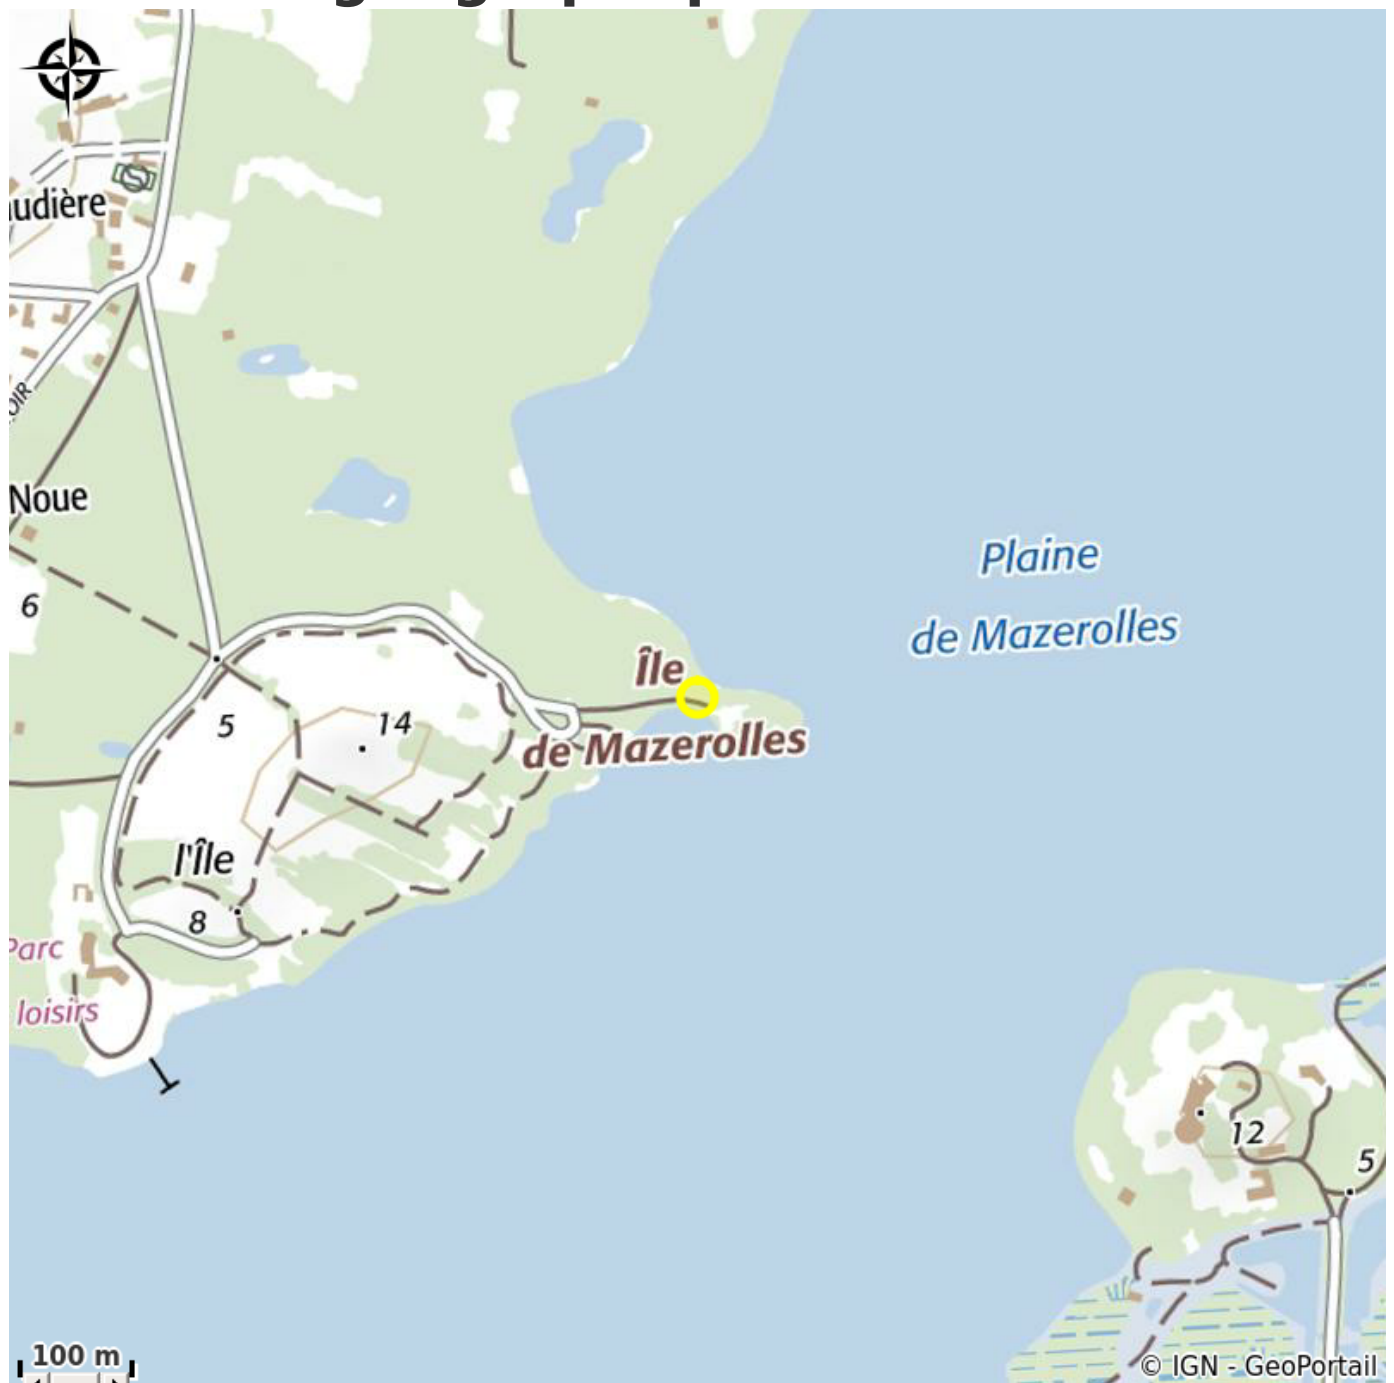 udière
OIR
Noue
6
Plaine
de Mazerolles
Île
de Mazerolles
5
14
l'Île
8
Parc
loisirs
12
5
100 m
© IGN - GeoPortail